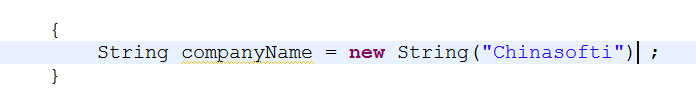 {
String companyName = new String("Chinasofti") ;
}